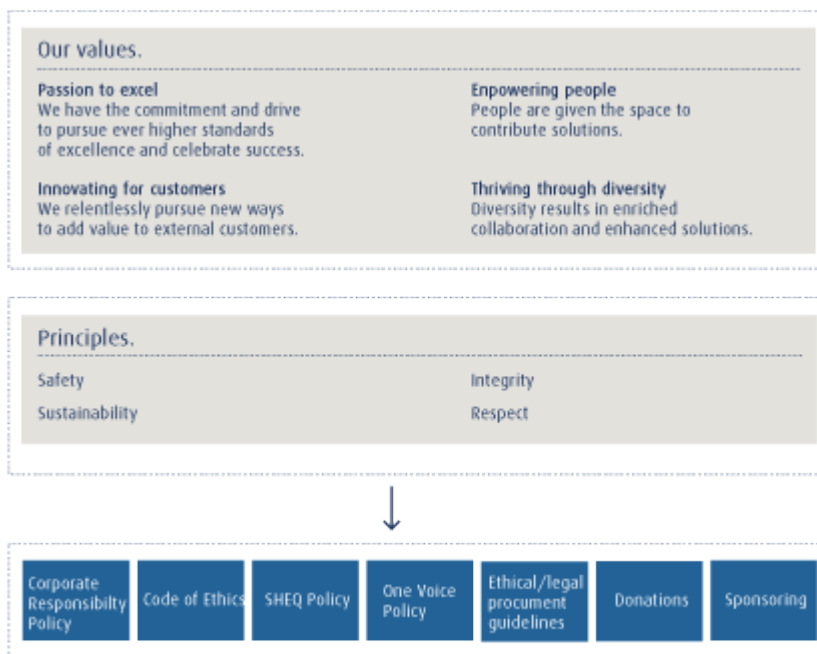 Our values.
Passion to excel
We have the commitment and drive
to pursue ever higher standards
of excellence and celebrate success.
Enpowering people
People are given the space to
contribute solutions.
Innovating for customers
We relentlessly pursue new ways
to add value to external customers.
Thriving through diversity
Diversity results in enriched
collaboration and enhanced solutions.
Principles.
Safety
Integrity
Sustainability
Respect
Corporate
Responsibilty
Policy
Code of Ethics
SHEQ Policy
One Voice
Policy
Ethical/legal
procument
guidelines
Donations
Sponsoring